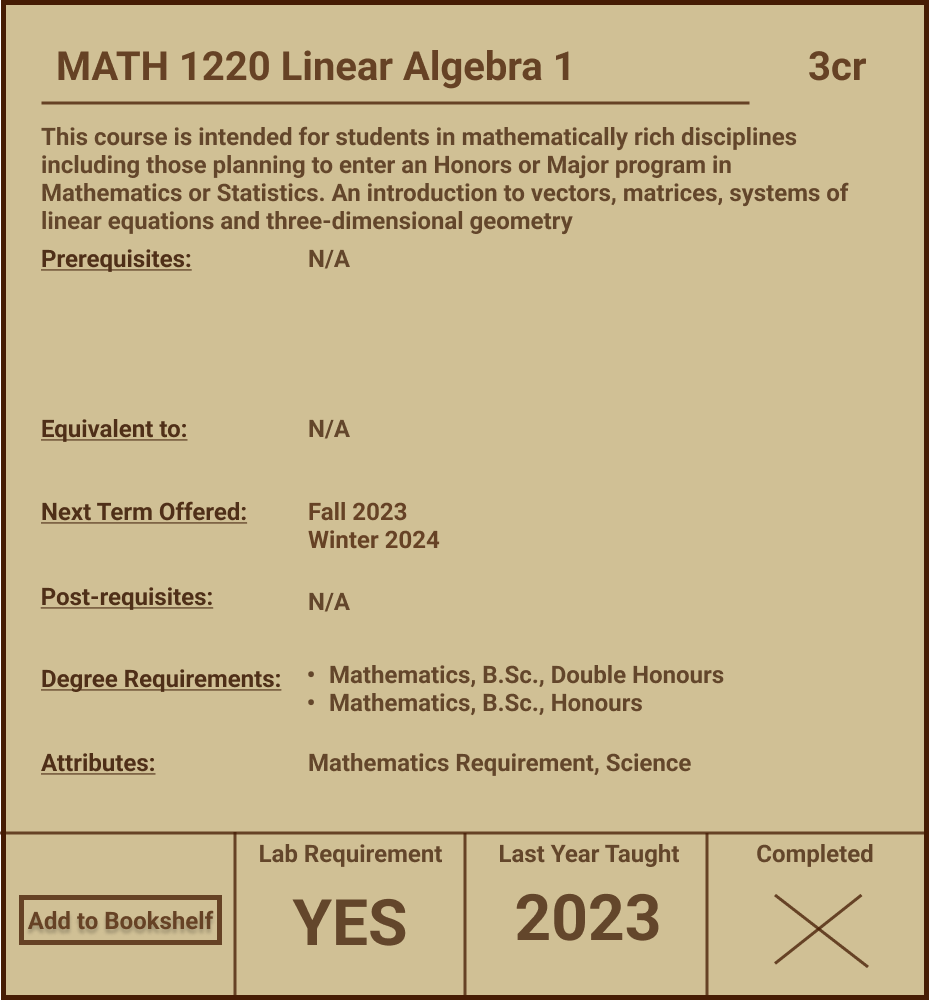 MATH 1220 Linear Algebra 1 3cr
This course is intended for students in mathematically rich disciplines
including those planning to enter an Honors or Major program in
Mathematics or Statistics. An introduction to vectors, matrices, systems of
linear equations and three-dimensional geometry
Prerequisites: N/A
Equivalent to: N/A
Next Term Offered: Fall 2023
Winter 2024
Post-requisites: N/A
Degree Requirements: • Mathematics, B.Sc., Double Honours
• Mathematics, B.Sc., Honours
Attributes: Mathematics Requirement, Science
Lab Requirement Last Year Taught Completed
Add to Bookshelf YES 2023